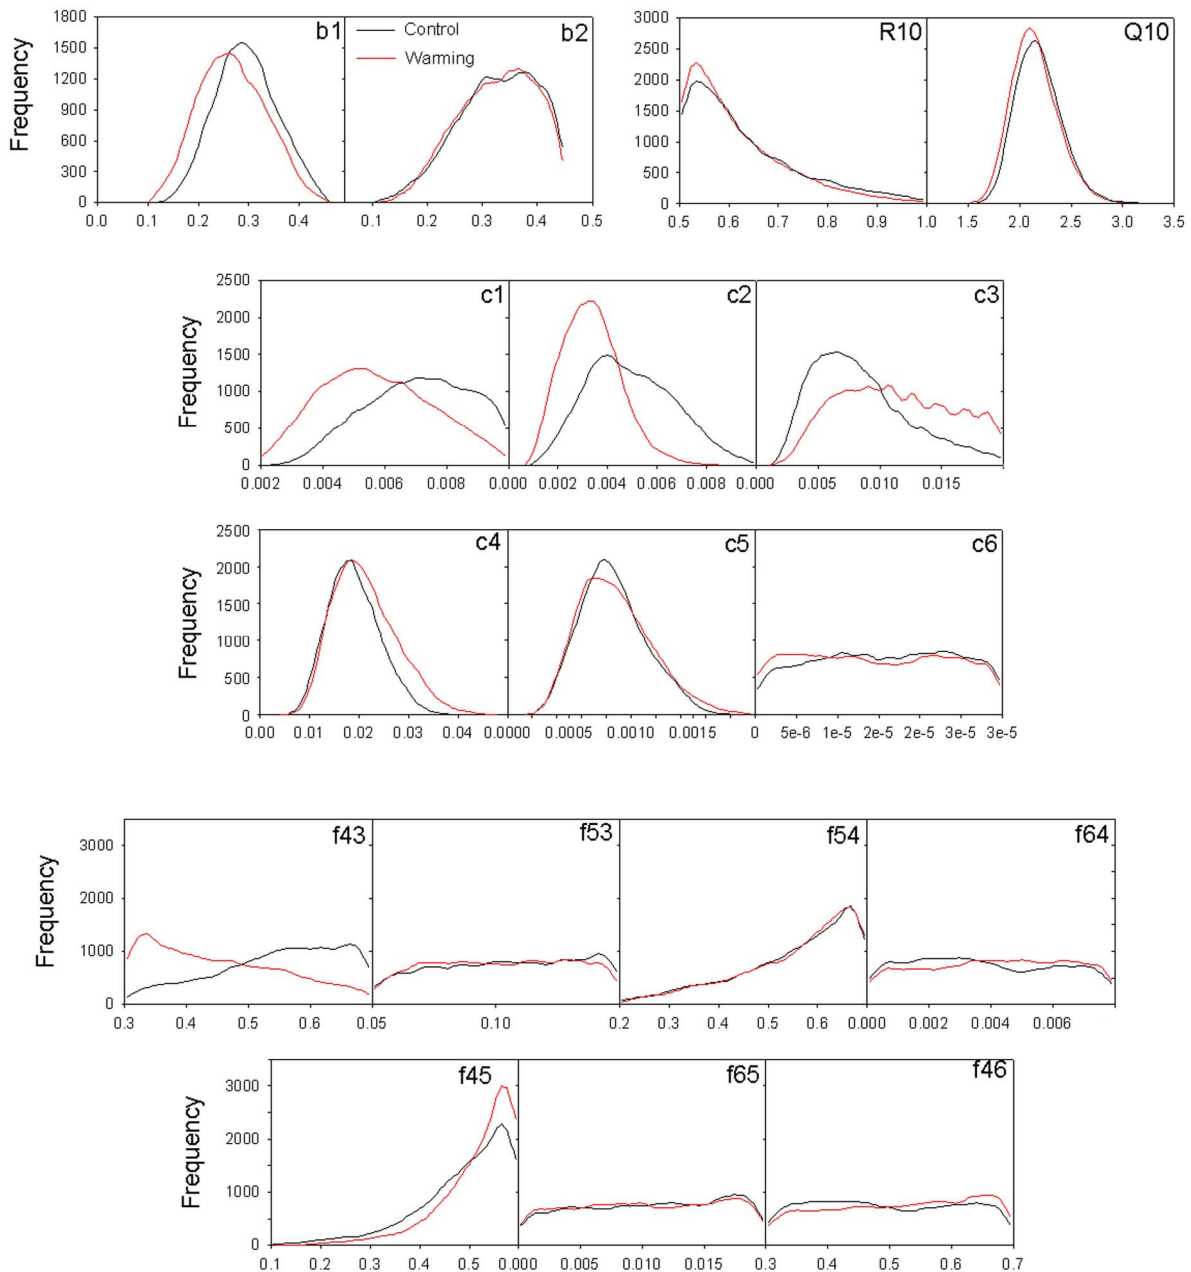 b1 b2 R10 Q10
Control
Warming
Frequency
1800 1500 1200 900 600 300 0
3000 2500 2000 1500 1000 500 0
0.0 0.1 0.2 0.3 0.4 0.1 0.2 0.3 0.4 0.5
0.5 0.6 0.7 0.8 0.9 1.0 1.5 2.0 2.5 3.0 3.5
c1 c2 c3
Frequency
2500 2000 1500 1000 500 0
0.002 0.004 0.006 0.008 0.000 0.002 0.004 0.006 0.008 0.000 0.005 0.010 0.015
c4 c5 c6
Frequency
2500 2000 1500 1000 500 0
0.00 0.01 0.02 0.03 0.04 0.0000 0.0005 0.0010 0.0015 0 5e-6 1e-5 2e-5 2e-5 3e-5 3e-5
f43 f53 f54 f64
Frequency
3000 2000 1000 0
0.3 0.4 0.5 0.6 0.05 0.10 0.2 0.3 0.4 0.5 0.6 0.000 0.002 0.004 0.006
f45 f65 f46
Frequency
3000 2000 1000 0
0.1 0.2 0.3 0.4 0.5 0.000 0.005 0.010 0.015 0.3 0.4 0.5 0.6 0.7